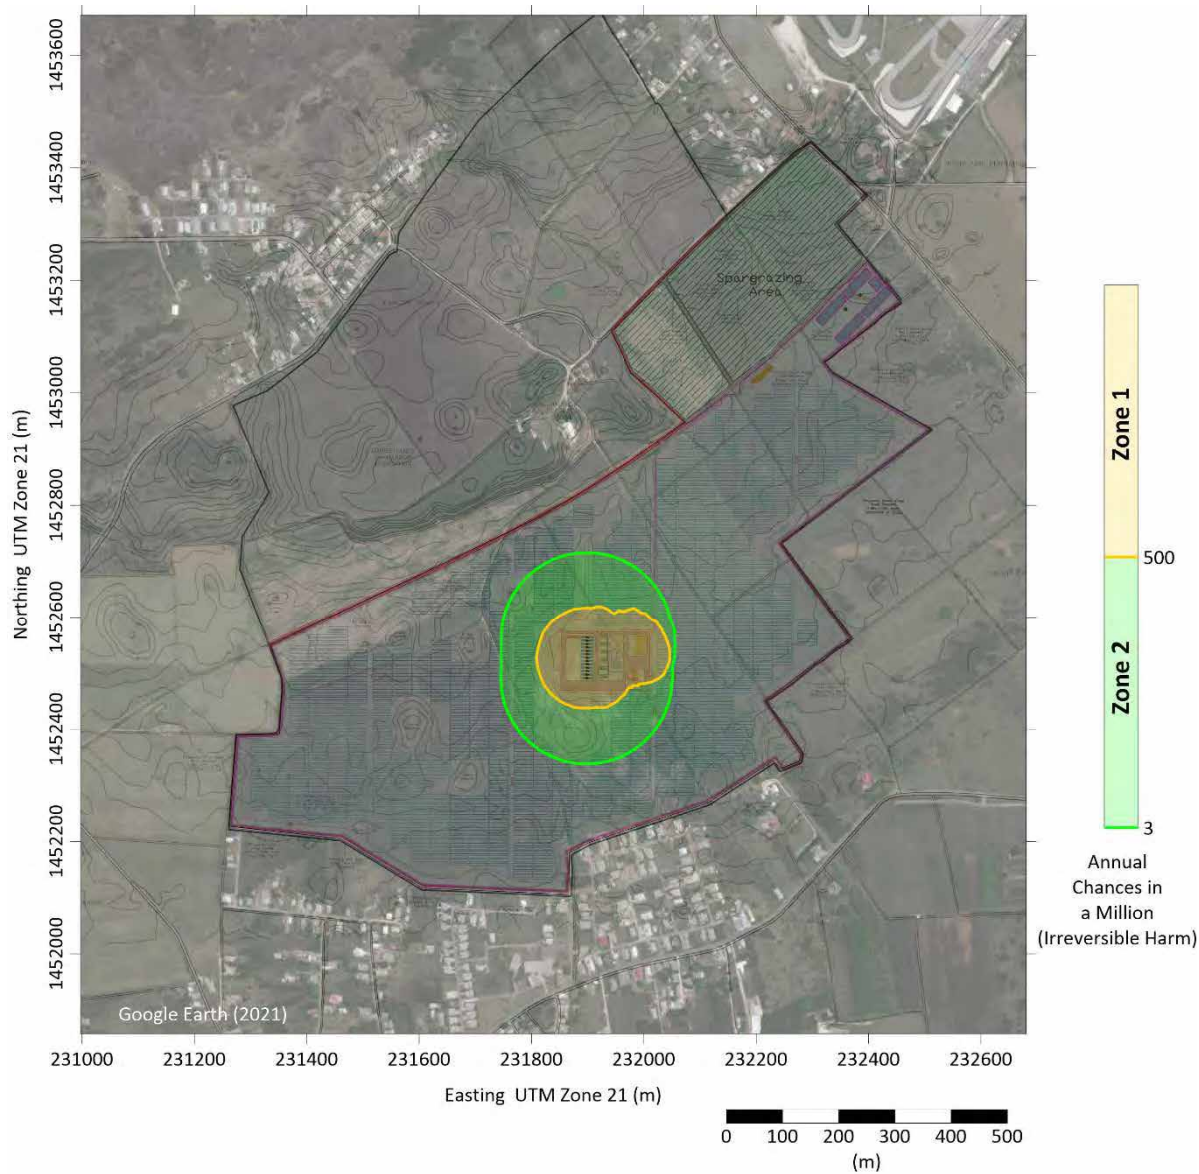 1453600
1453400
1453200
1453000
1452800
1452600
1452400
1452200
1452000
Northing UTM Zone 21 (m)
Spargrazing
Area
Google Earth (2021)
231000 231200 231400 231600 231800 232000 232200 232400 232600
Easting UTM Zone 21 (m)
0 100 200 300 400 500
(m)
Zone 1
500
Zone 2
3
Annual
Chances in
a Million
(Irreversible Harm)